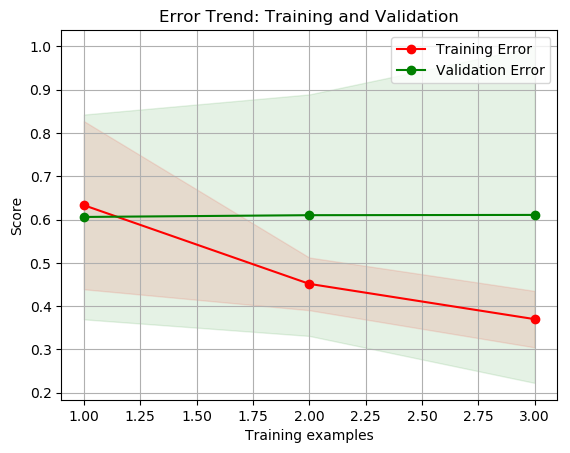 Error Trend: Training and Validation
Training Error
Validation Error
Score
1.0
0.9
0.8
0.7
0.6
0.5
0.4
0.3
0.2
1.00 1.25 1.50 1.75 2.00 2.25 2.50 2.75 3.00
Training examples